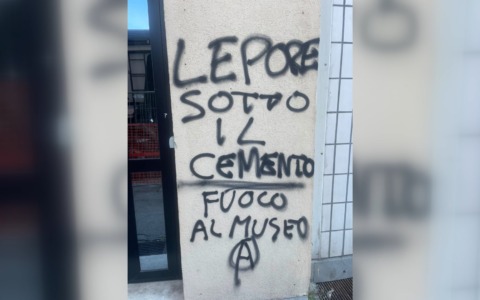 LEPORE
SOTTO
IL
CEMENTO
FUOCO
AL MUSEO
A